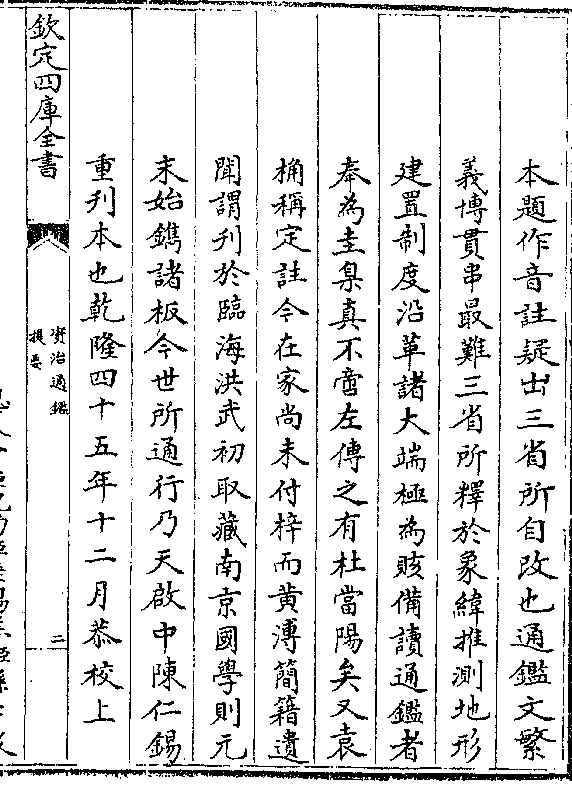 本題作音註疑出三省所自改也通鑑文繁
義博貫串最難三省所釋於象緯推測地形
建置制度沿革諸大端極為賅備讀通鑑者
奉為圭臬真不啻左傳之有杜當陽矣又袁
桷稱定註今在家尚未付梓而黃溥簡籍遺
聞謂刊於臨海洪武初取藏南京國學則元
末始鐫諸板今世所通行乃天啟中陳仁錫
重刊本也乾隆四十五年十二月恭校上
欽定四庫全書
資治通鑑
提要
二